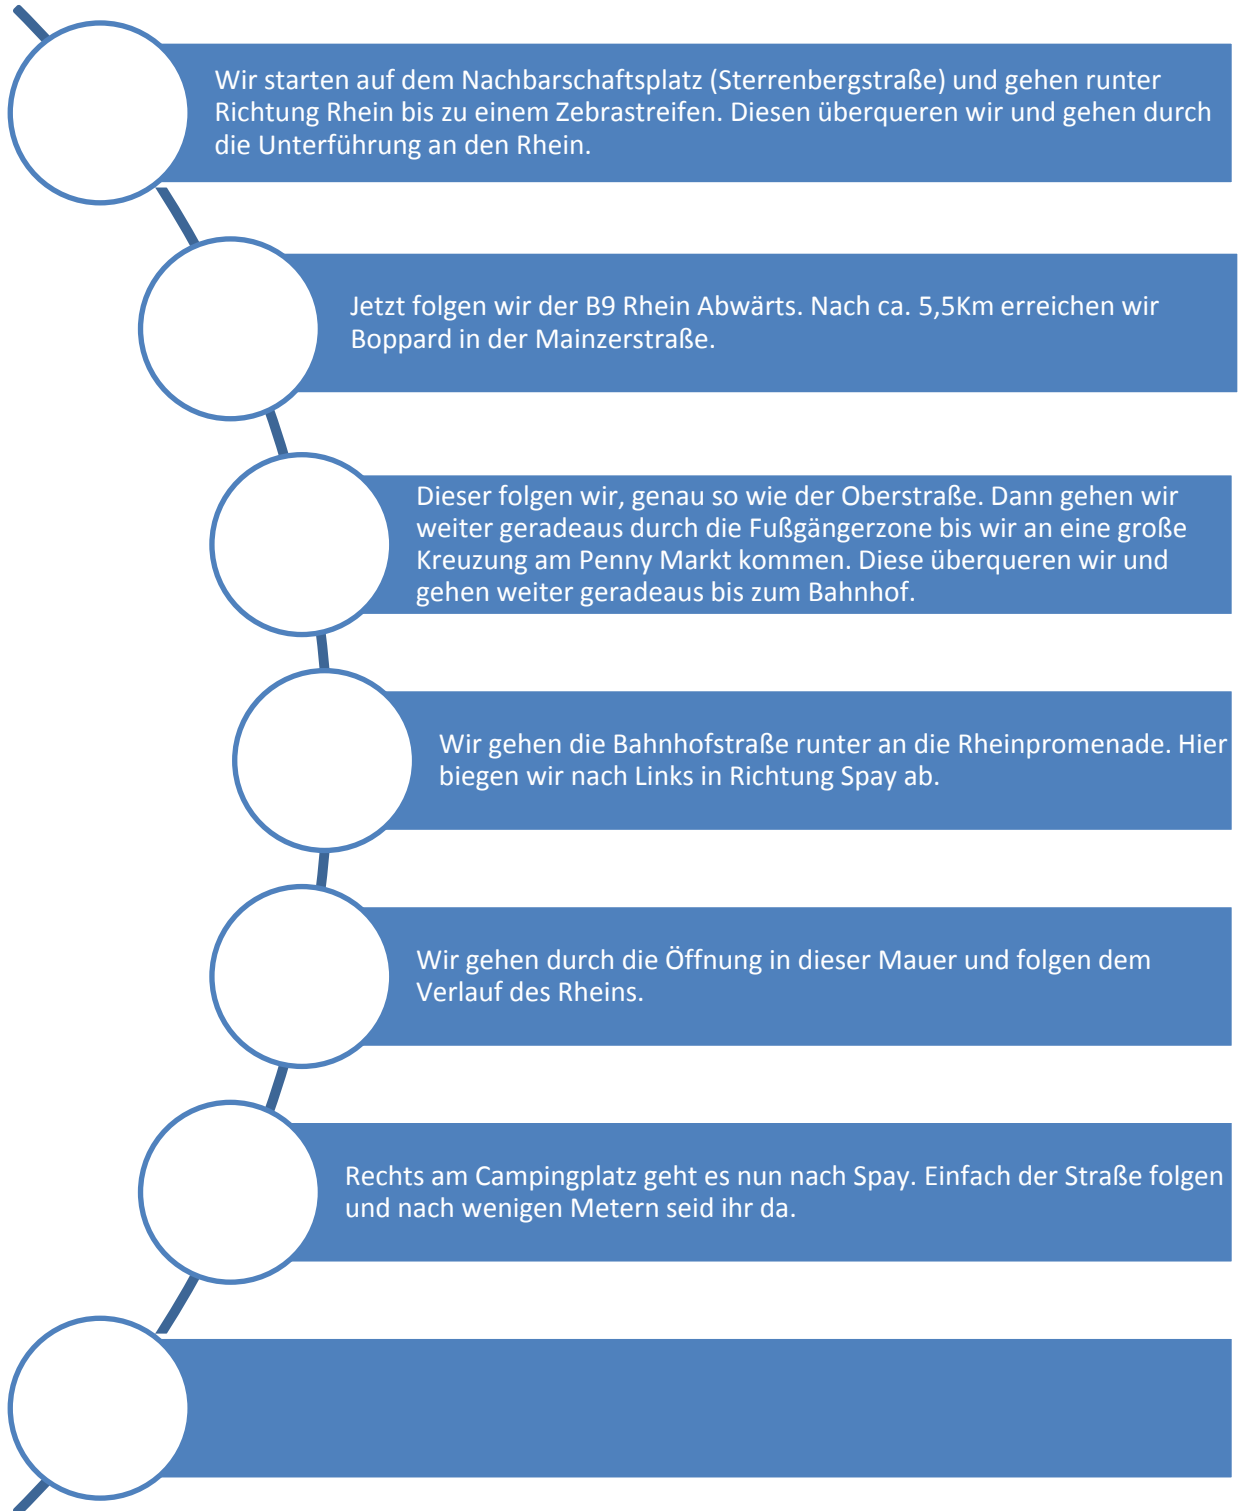 Wir starten auf dem Nachbarschaftsplatz (Sterrenbergstraße) und gehen runter
Richtung Rhein bis zu einem Zebrastreifen. Diesen überqueren wir und gehen durch
die Unterführung an den Rhein.
Jetzt folgen wir der B9 Rhein Abwärts. Nach ca. 5,5Km erreichen wir
Boppard in der Mainzerstraße.
Dieser folgen wir, genau so wie der Oberstraße. Dann gehen wir
weiter geradeaus durch die Fußgängerzone bis wir an eine große
Kreuzung am Penny Markt kommen. Diese überqueren wir und
gehen weiter geradeaus bis zum Bahnhof.
Wir gehen die Bahnhofstraße runter an die Rheinpromenade. Hier
biegen wir nach Links in Richtung Spay ab.
Wir gehen durch die Öffnung in dieser Mauer und folgen dem
Verlauf des Rheins.
Rechts am Campingplatz geht es nun nach Spay. Einfach der Straße folgen
und nach wenigen Metern seid ihr da.